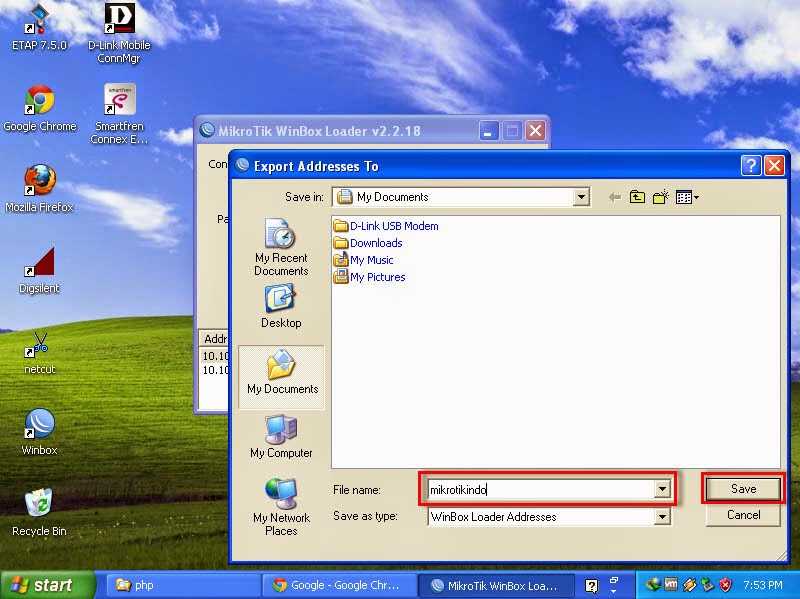 ETAP 7.5.0
D-Link Mobile
ConnMgr
Google Chrome
Smartfren
Connex E...
Mozilla Firefox
Digsilent
netcut
Winbox
Recycle Bin
MikroTik WinBox Loader v2.2.18
Addr
10.10
10.10
Export Addresses To
Save in:
My Documents
My Recent
Documents
Desktop
My Documents
My Computer
My Network
Places
D-Link USB Modem
Downloads
My Music
My Pictures
File name:
mikrotikindo
Save
Save as type:
WinBox Loader Addresses
Cancel
start
php
Google - Google Chr...
MikroTik WinBox Loa...
7:53 PM